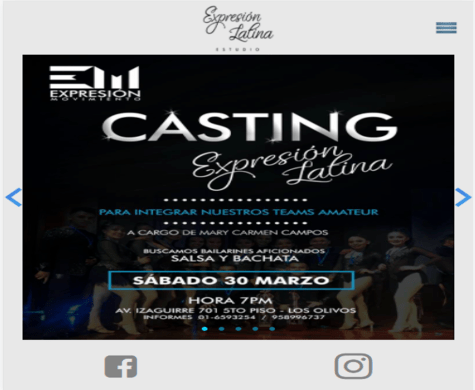 Expresión
Latina
ESTUDIO
EM
EXPRESION
MOVIMIENTO
CASTING
Expresión
Latina
PARA INTEGRAR NUESTROS TEAMS AMATEUR
A CARGO DE MARY CARMEN CAMPOS
BUSCAMOS BAILARINES AFICIONADOS
SALSA Y BACHATA
SÁBADO 30 MARZO
HORA 7PM
AV. IZAGUIRRE 701 5TO PISO - LOS OLIVOS
INFORMES 01-6593254 / 958996737